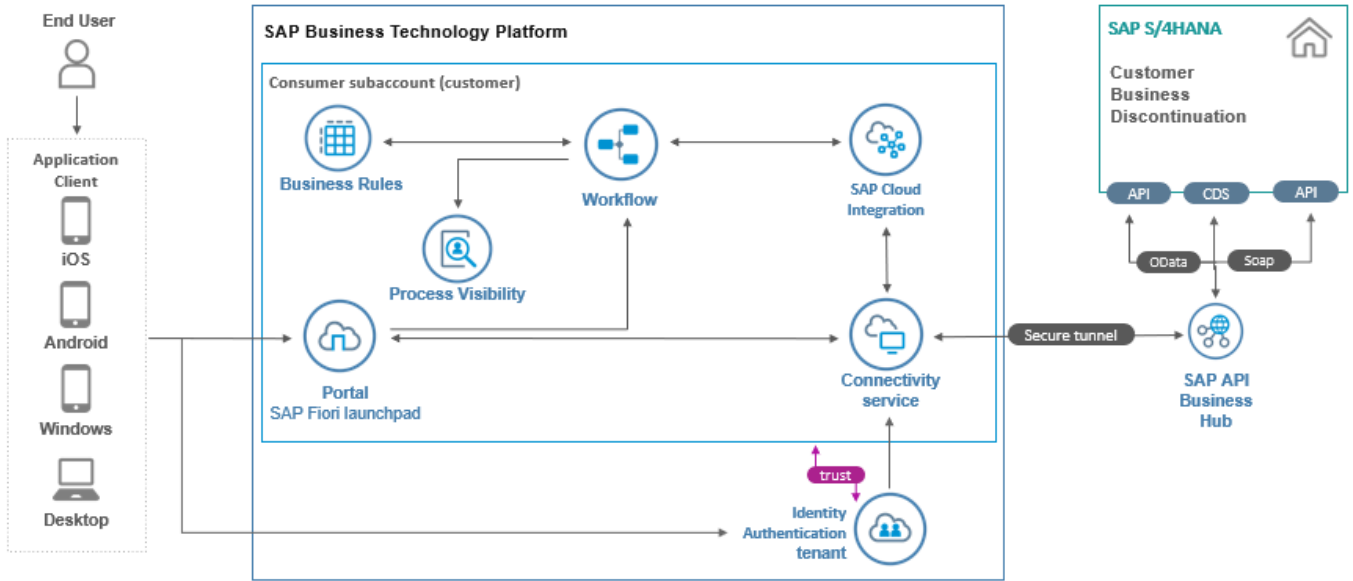 End User
Application
Client
iOS
Android
Windows
Desktop
SAP Business Technology Platform
Consumer subaccount (customer)
Business Rules
Workflow
SAP Cloud
Integration
Process Visibility
Portal
SAP Fiori launchpad
Connectivity
service
trust
Identity
Authentication
tenant
Secure tunnel
SAP S/4HANA
Customer
Business
Discontinuation
API
CDS
API
OData
Soap
SAP API
Business
Hub